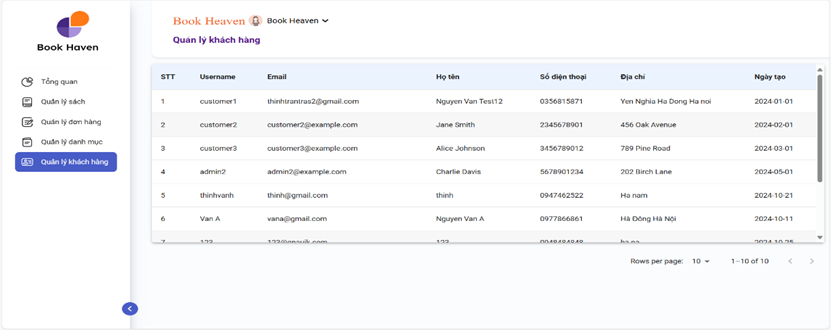 Book Haven
Tổng quan
Quản lý sách
Quản lý đơn hàng
Quản lý danh mục
Quản lý khách hàng
Book Heaven Book Heaven
Quản lý khách hàng
STT Username Email Họ tên Số điện thoại Địa chỉ Ngày tạo
1 customer1 thinhtrantras2@gmail.com Nguyen Van Test12 0356815871 Yen Nghia Ha Dong Ha noi 2024-01-01
2 customer2 customer2@example.com Jane Smith 2345678901 456 Oak Avenue 2024-02-01
3 customer3 customer3@example.com Alice Johnson 3456789012 789 Pine Road 2024-03-01
4 admin2 admin2@example.com Charlie Davis 5678901234 202 Birch Lane 2024-05-01
5 thinhvanh thinh@gmail.com thinh 0947462522 Ha nam 2024-10-21
6 Van A vana@gmail.com Nguyen Van A 0977866861 Hà Đông Hà Nội 2024-10-11
7 123 123 0948484848 ha na 2024-10-25
Rows per page: 10 1–10 of 10